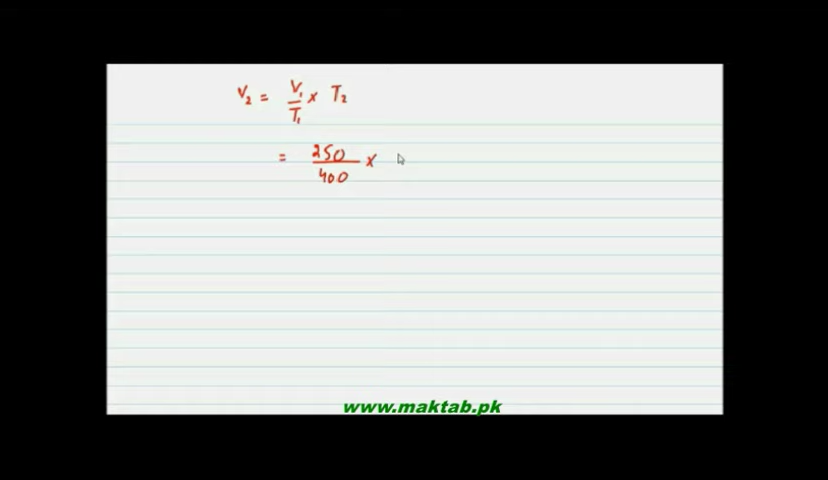 V₂ = V₁/T₁ × T₂
= 250/400 ×
www.maktab.pk